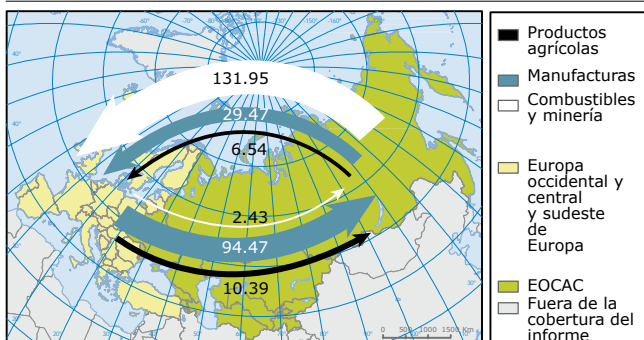 131.95
29.47
6.54
2.43
94.47
10.39
0 500 1000 1500 Km
Productos
agrícolas
Manufacturas
Combustibles
y minería
Europa
occidental y
central
y sudeste
de
Europa
EOCAC
Fuera de la
cobertura del
informe